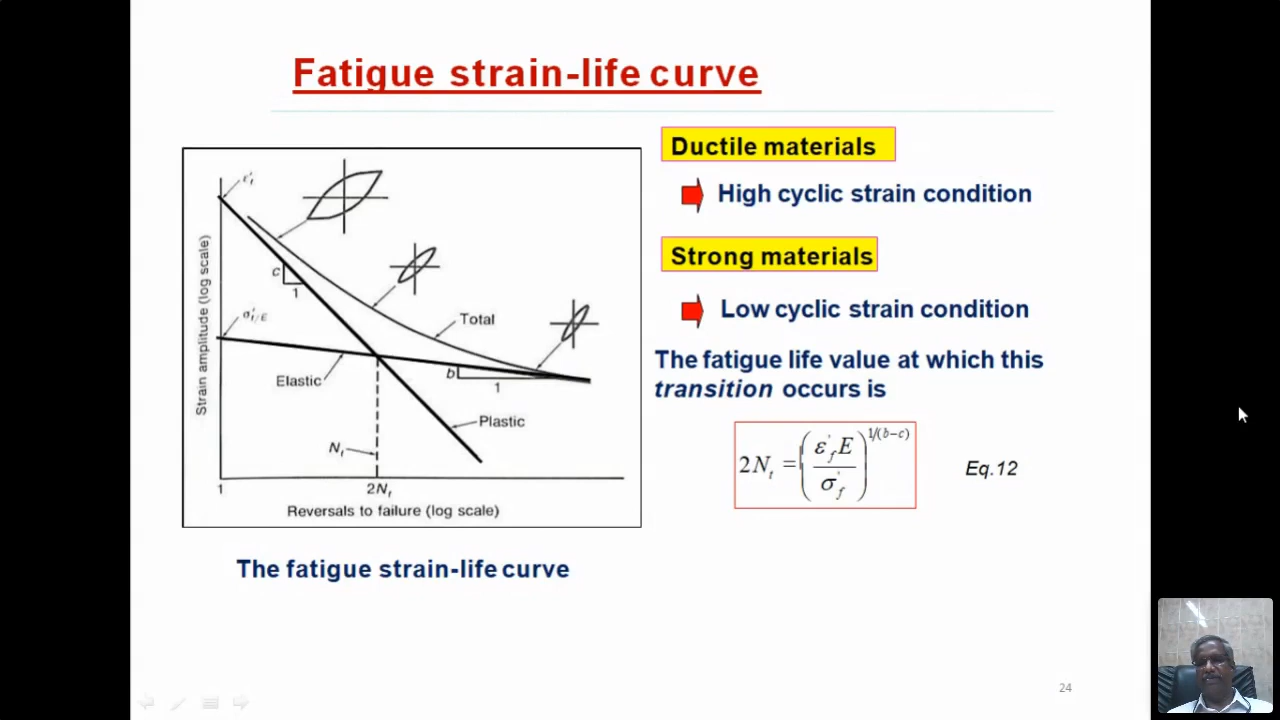 Fatigue strain-life curve
Ductile materials
High cyclic strain condition
Strong materials
Low cyclic strain condition
The fatigue life value at which this
transition occurs is
2Nₜ = (ε'f E / σ'f)^1/(b−c)
Eq.12
ε'f
c
1
σ'f/E
Total
Elastic
b
1
Plastic
Nₜ
1
2Nₜ
Strain amplitude (log scale)
Reversals to failure (log scale)
The fatigue strain-life curve
24